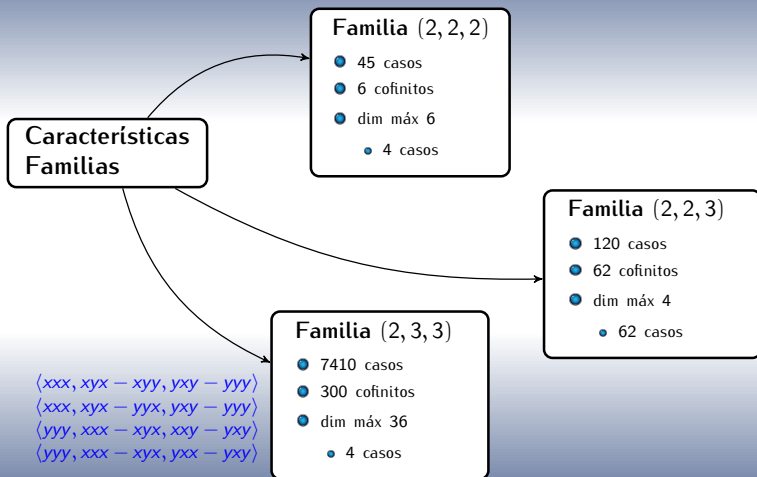 Características
Familias
Familia (2, 2, 2)
45 casos
6 cofinitos
dim máx 6
4 casos
Familia (2, 2, 3)
120 casos
62 cofinitos
dim máx 4
62 casos
Familia (2, 3, 3)
7410 casos
300 cofinitos
dim máx 36
4 casos
⟨xxx, xyx − xyy, yxy − yyy⟩
⟨xxx, xyx − yyx, yxy − yyy⟩
⟨yyy, xxx − xyx, xxy − yxy⟩
⟨yyy, xxx − xyx, yxx − yxy⟩